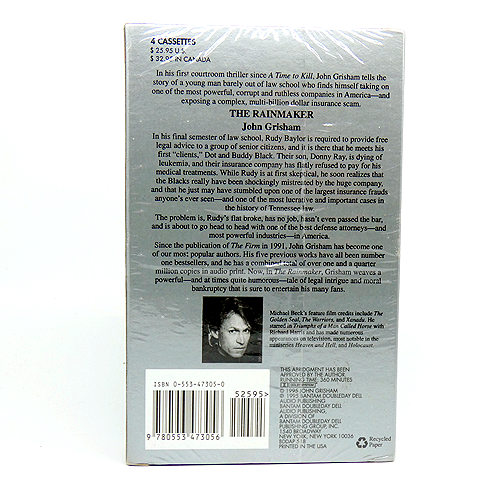 4 CASSETTES
$ 25.95 U.S.
$ 32.95 IN CANADA
In his first courtroom thriller since A Time to Kill, John Grisham tells the
story of a young man barely out of law school who finds himself taking on
one of the most powerful, corrupt and ruthless companies in America—and
exposing a complex, multi-billion dollar insurance scam.
THE RAINMAKER
John Grisham
In his final semester of law school, Rudy Baylor is required to provide free
legal advice to a group of senior citizens, and it is there that he meets his
first "clients," Dot and Buddy Black. Their son, Donny Ray, is dying of
leukemia, and their insurance company has flatly refused to pay for his
medical treatments. While Rudy is at first skeptical, he soon realizes that
the Blacks really have been shockingly mistreated by the huge company,
and that he just may have stumbled upon one of the largest insurance frauds
anyone's ever seen—and one of the most lucrative and important cases in
the history of Tennessee law.
The problem is, Rudy's flat broke, has no job, hasn't even passed the bar,
and is about to go head to head with one of the best defense attorneys—and
most powerful industries—in America.
Since the publication of The Firm in 1991, John Grisham has become one
of our most popular authors. His five previous works have all been number
one bestsellers, and he has a combined total of over one and a quarter
million copies in audio print. Now, in The Rainmaker, Grisham weaves a
powerful—and at times quite humorous—tale of legal intrigue and moral
bankruptcy that is sure to entertain his many fans.
Michael Beck's feature film credits include The
Golden Seal, The Warriors, and Xanadu. He
starred in Triumphs of a Man Called Horse with
Richard Harris and has made numerous
appearances on television, most notable in the
miniseries Heaven and Hell, and Holocaust.
THIS ABRIDGMENT HAS BEEN
APPROVED BY THE AUTHOR.
RUNNING TIME: 360 MINUTES
© 1995 JOHN GRISHAM
℗ 1995 BANTAM DOUBLEDAY DELL
AUDIO PUBLISHING
BANTAM DOUBLEDAY DELL
AUDIO PUBLISHING,
A DIVISION OF
BANTAM DOUBLEDAY DELL
PUBLISHING GROUP, INC.
1540 BROADWAY
NEW YORK, NEW YORK 10036
BDDAP 518
PRINTED IN THE USA
Recycled
Paper
ISBN 0-553-47305-0
52595>
9 780553 473056